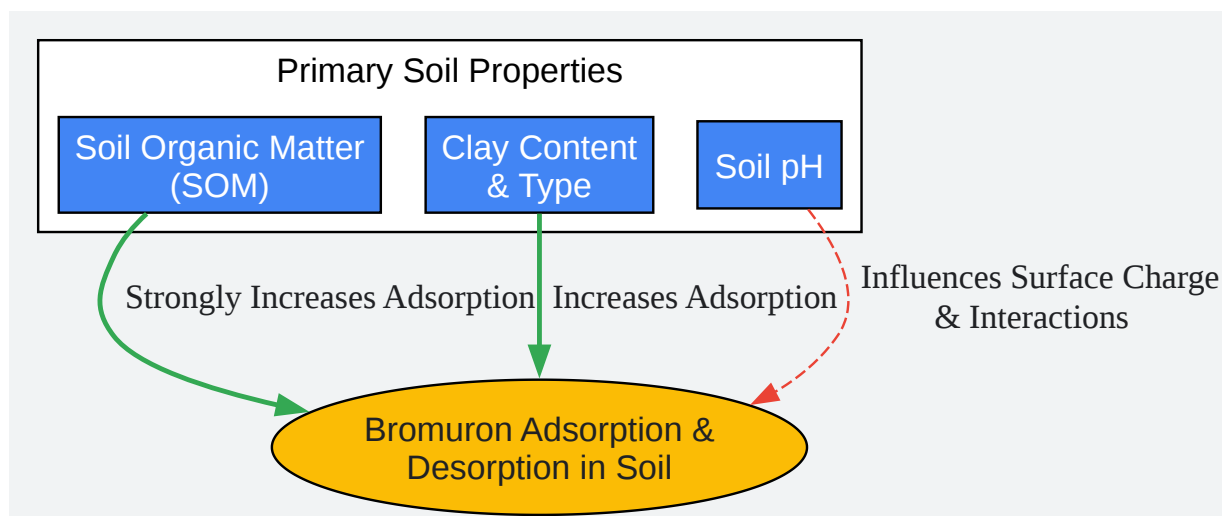 Primary Soil Properties
Soil Organic Matter
(SOM)
Clay Content
& Type
Soil pH
Strongly Increases Adsorption
Increases Adsorption
Influences Surface Charge
& Interactions
Bromuron Adsorption &
Desorption in Soil